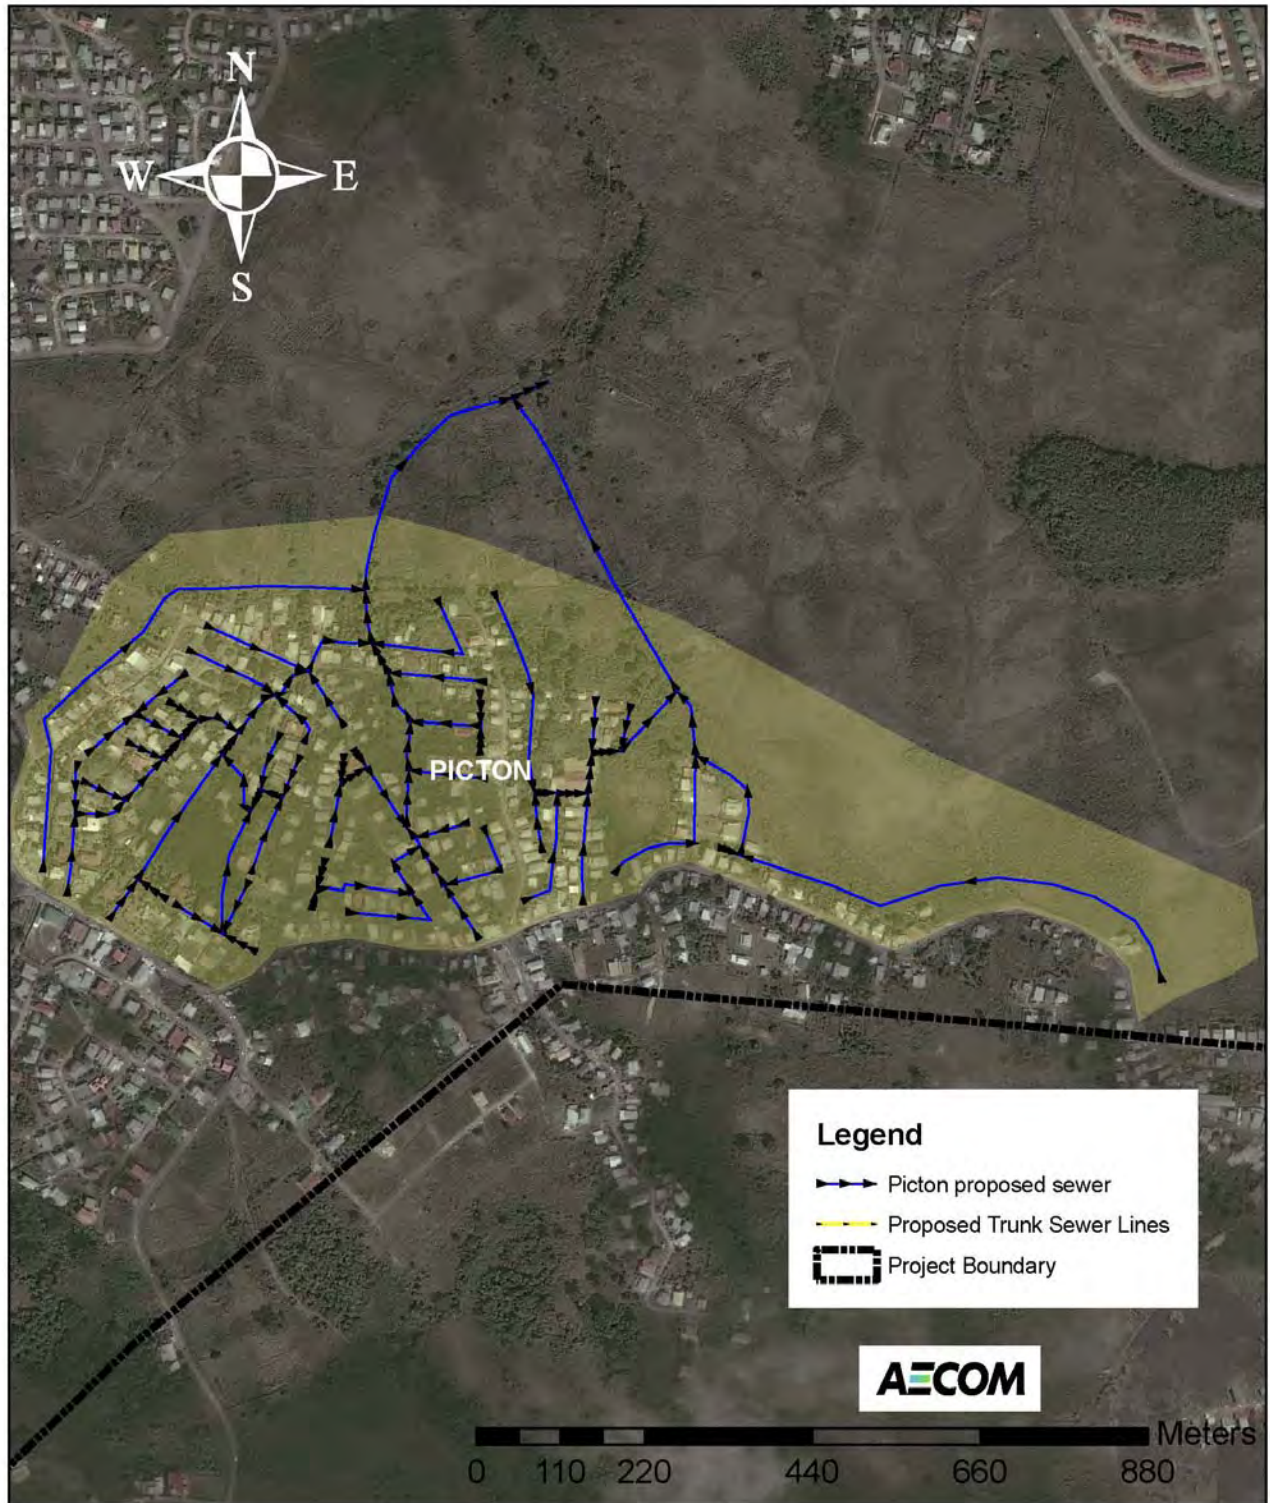 N
W E
S
PICTON
Legend
Picton proposed sewer
Proposed Trunk Sewer Lines
Project Boundary
AECOM
Meters
0 110 220 440 660 880